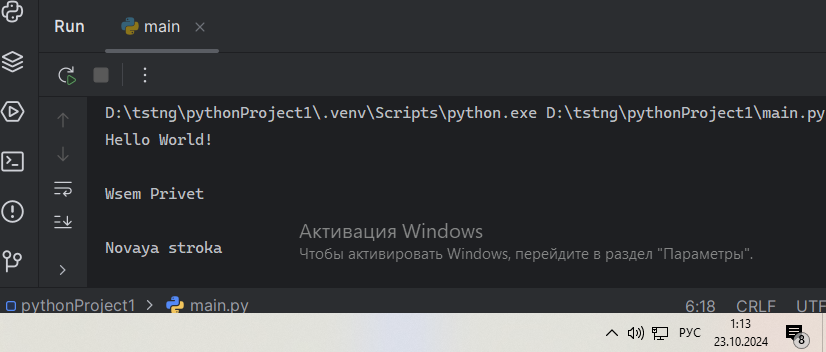 Run
main
D:\tstng\pythonProject1\.venv\Scripts\python.exe D:\tstng\pythonProject1\main.py
Hello World!
Wsem Privet
Novaya stroka
Активация Windows
Чтобы активировать Windows, перейдите в раздел "Параметры".
pythonProject1 > main.py 6:18 CRLF UTF
РУС 1:13 8
23.10.2024